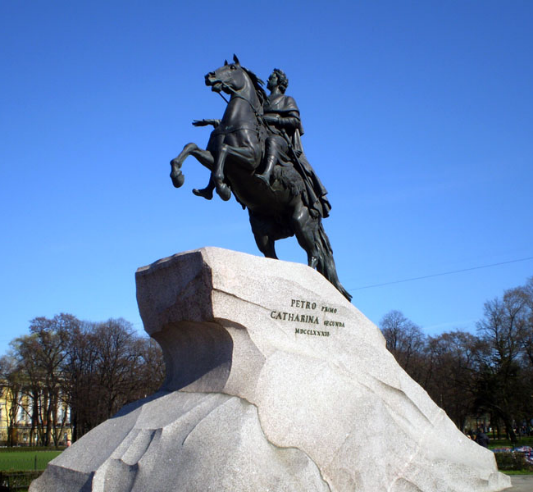 PETRO PRIMO
CATHARINA SECUNDA
MDCCLXXXII